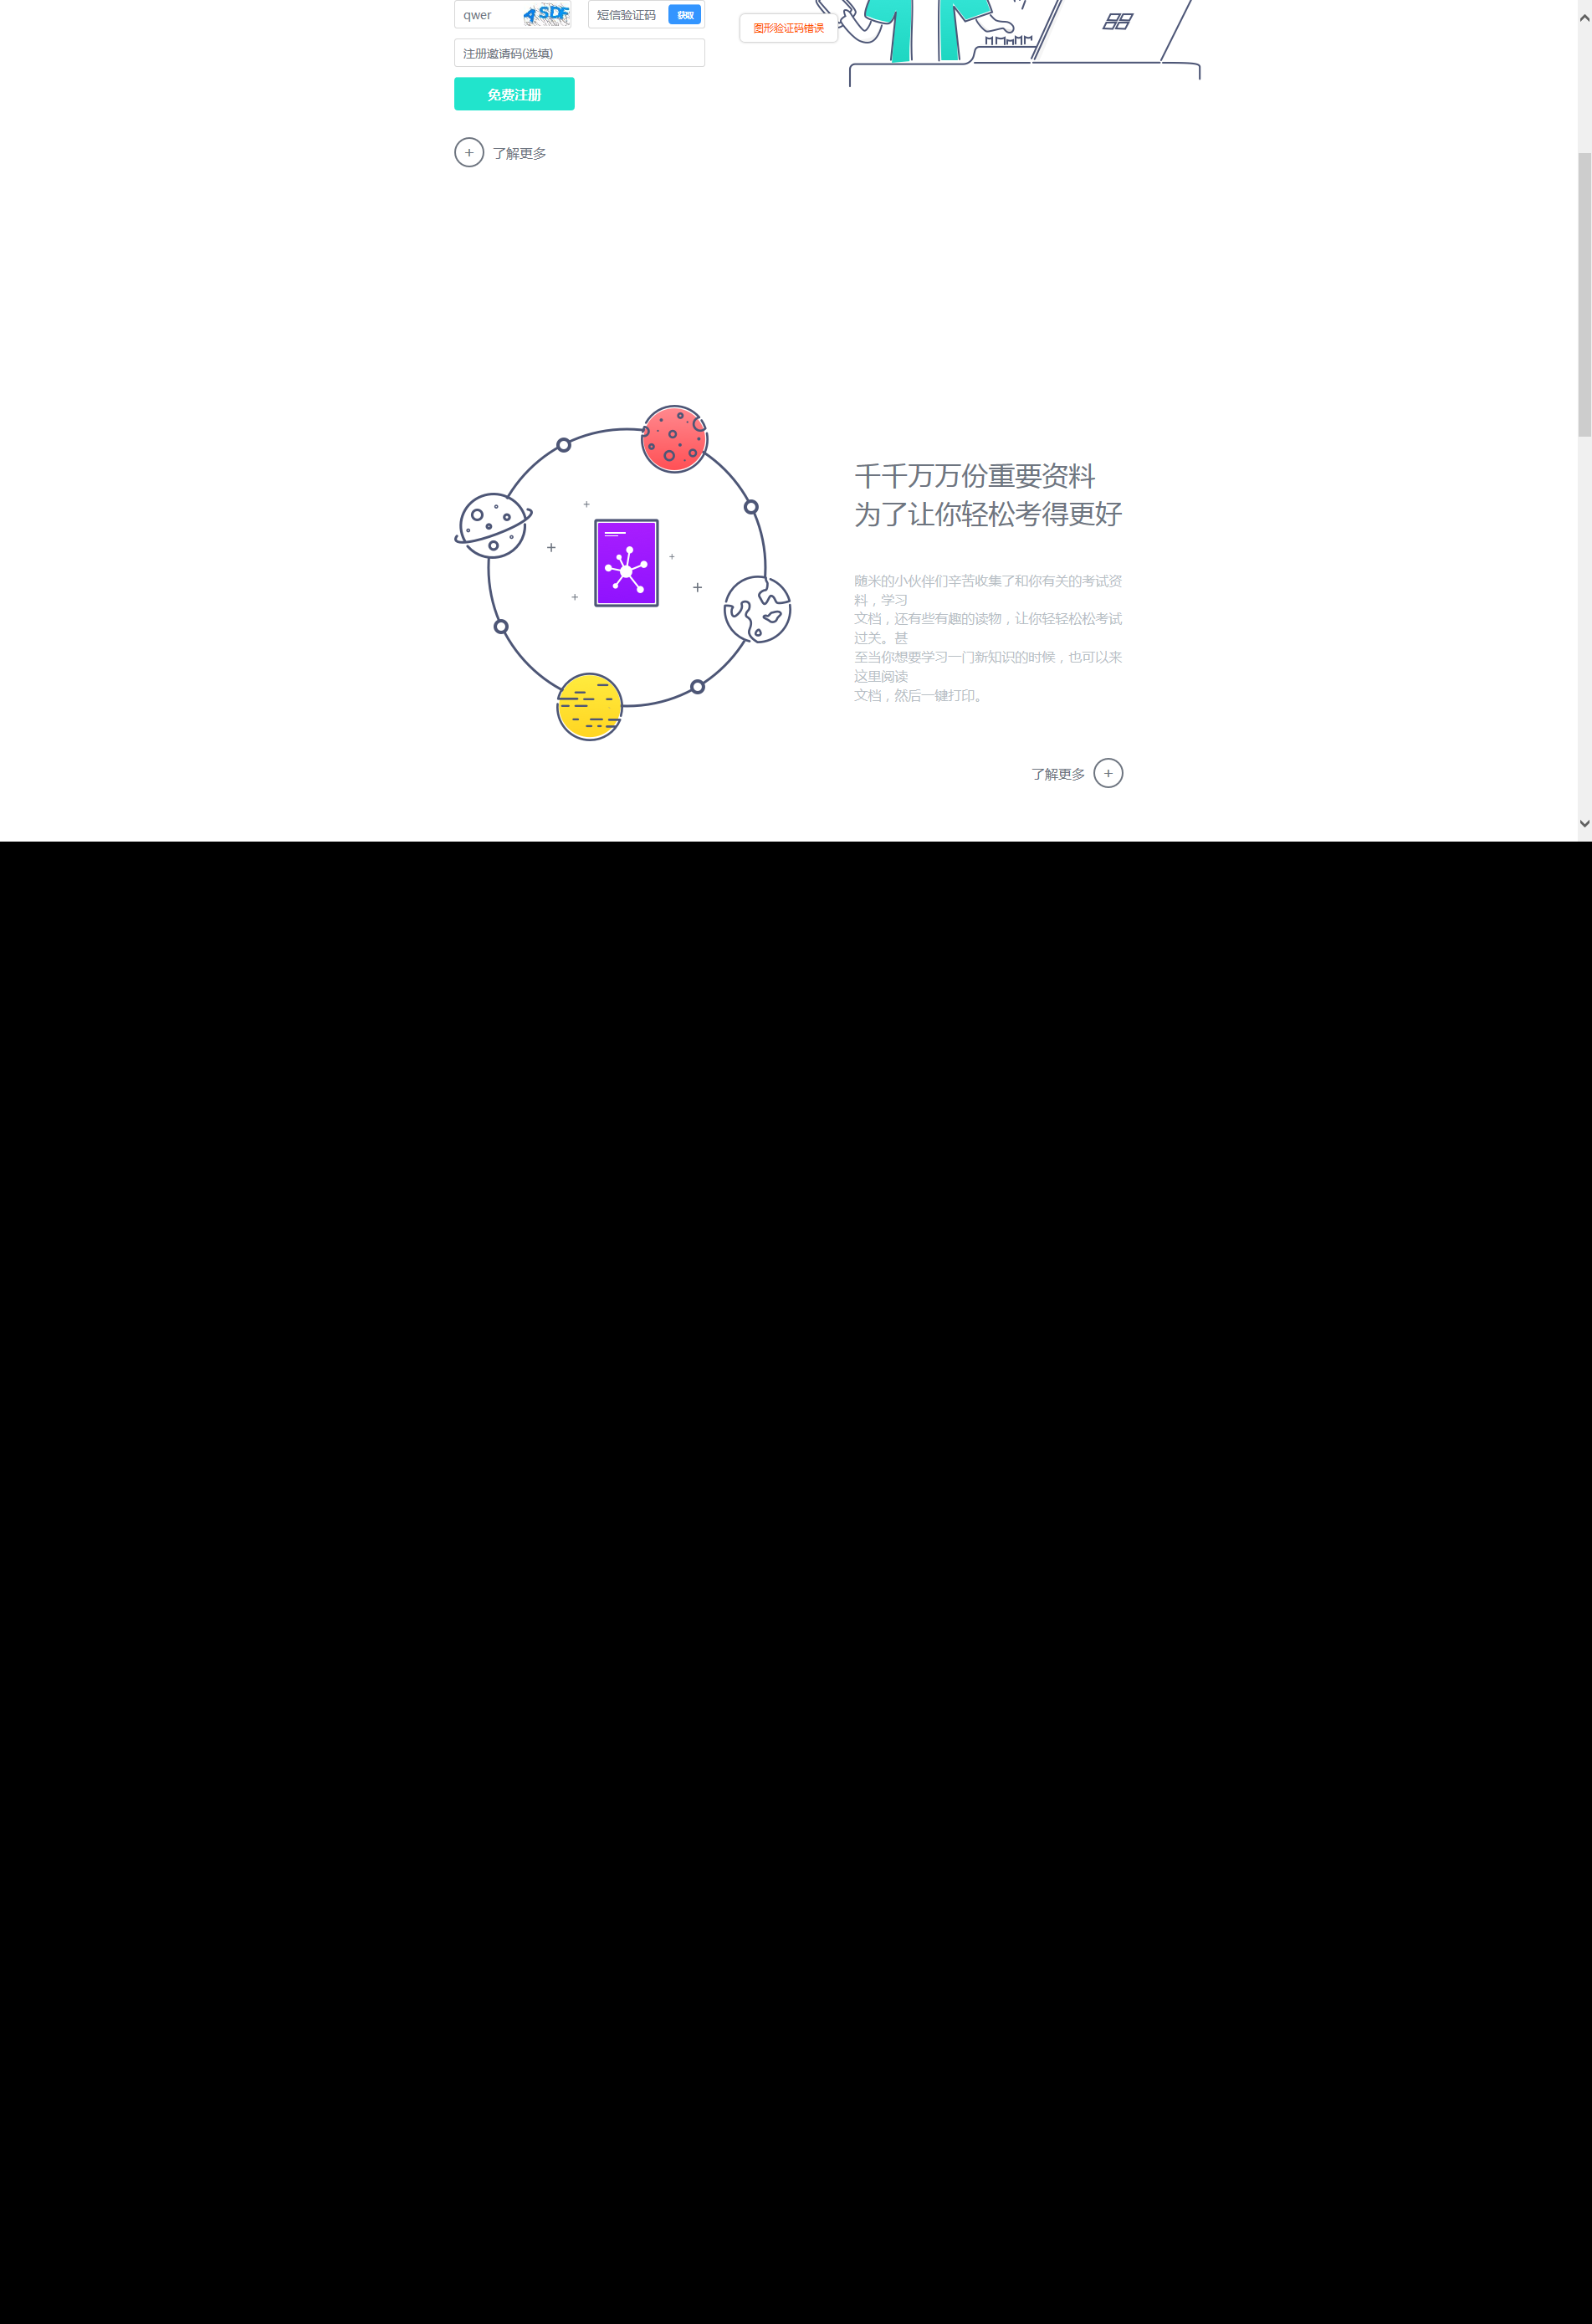 qwer
4SDF
短信验证码
获取
图形验证码错误
注册邀请码(选填)
免费注册
了解更多
千千万万份重要资料
为了让你轻松考得更好
随米的小伙伴们辛苦收集了和你有关的考试资
料，学习
文档，还有些有趣的读物，让你轻轻松松考试
过关。甚
至当你想要学习一门新知识的时候，也可以来
这里阅读
文档，然后一键打印。
了解更多